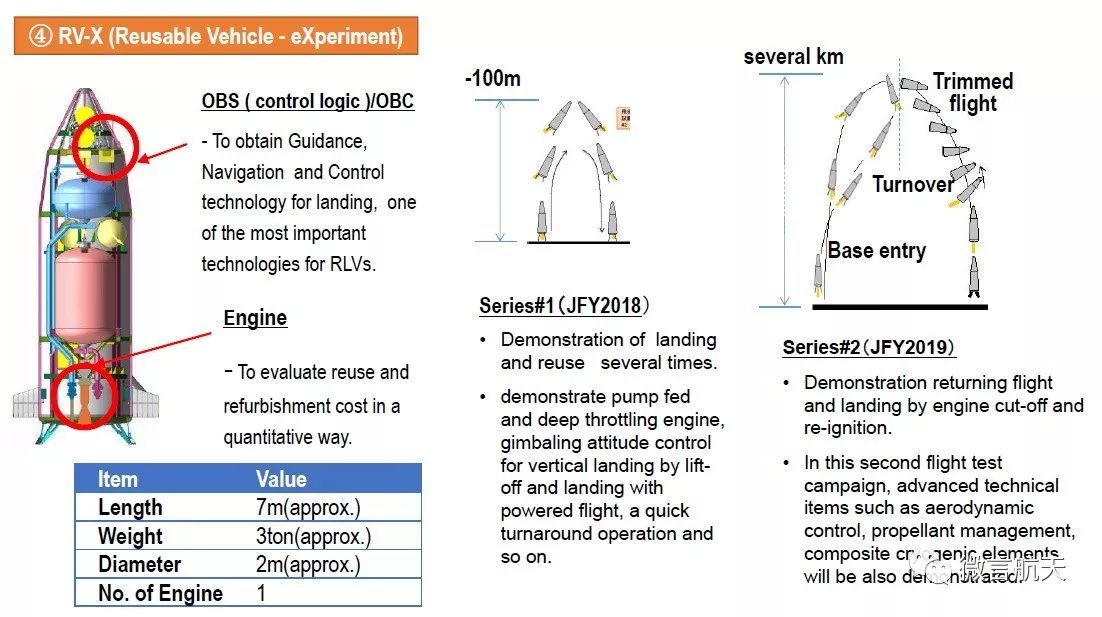 ④ RV-X (Reusable Vehicle - eXperiment)
OBS ( control logic )/OBC
- To obtain Guidance,
Navigation and Control
technology for landing, one
of the most important
technologies for RLVs.
Engine
- To evaluate reuse and
refurbishment cost in a
quantitative way.
Item Value
Length 7m(approx.)
Weight 3ton(approx.)
Diameter 2m(approx.)
No. of Engine 1
-100m
Series#1(JFY2018)
• Demonstration of landing
and reuse several times.
• demonstrate pump fed
and deep throttling engine,
gimbaling attitude control
for vertical landing by lift-
off and landing with
powered flight, a quick
turnaround operation and
so on.
several km
Trimmed
flight
Turnover
Base entry
Series#2(JFY2019)
• Demonstration returning flight
and landing by engine cut-off and
re-ignition.
• In this second flight test
campaign, advanced technical
items such as aerodynamic
control, propellant management,
composite cryogenic elements
will be also demonstrated.
微言航天